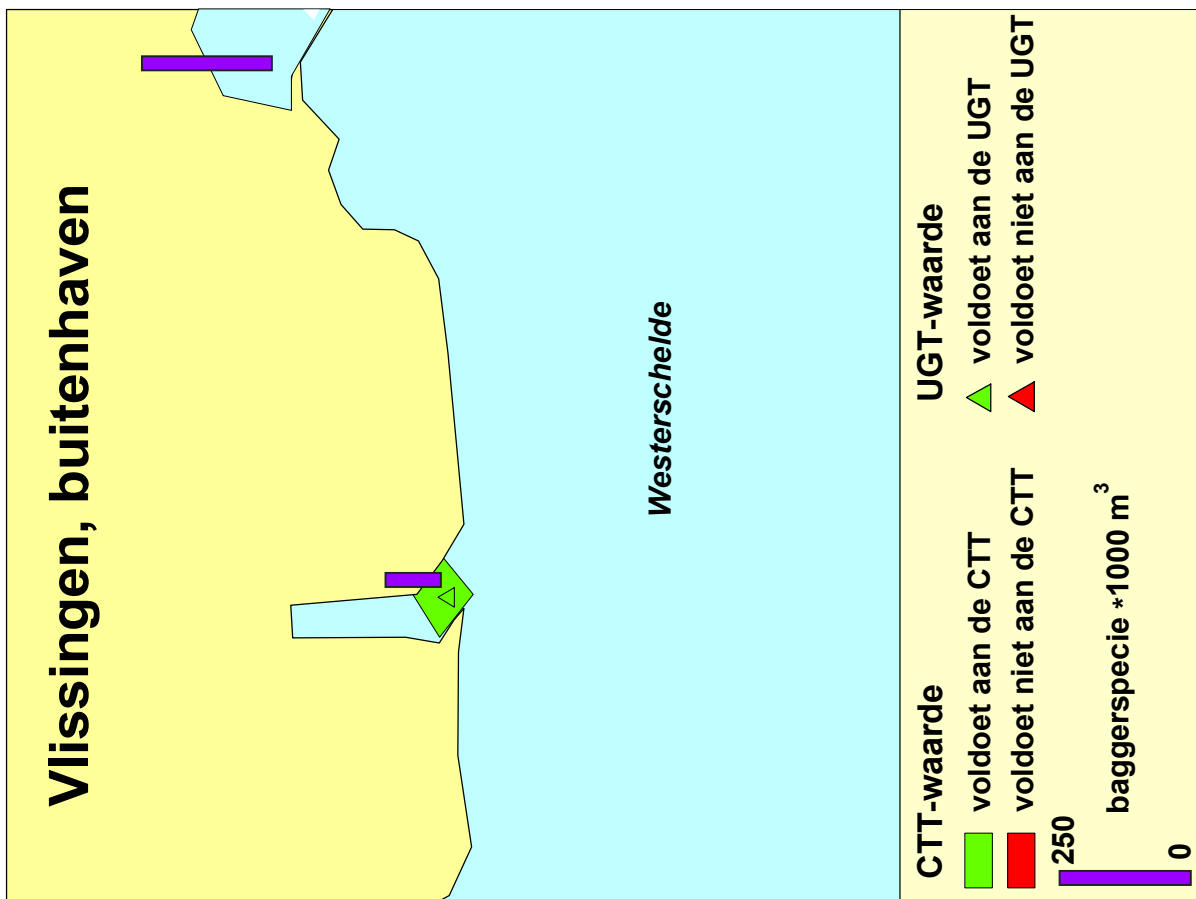 Vlissingen, buitenhaven
Westerschelde
CTT-waarde
voldoet aan de CTT
voldoet niet aan de CTT
UGT-waarde
voldoet aan de UGT
voldoet niet aan de UGT
250
0
baggerspecie *1000 m³